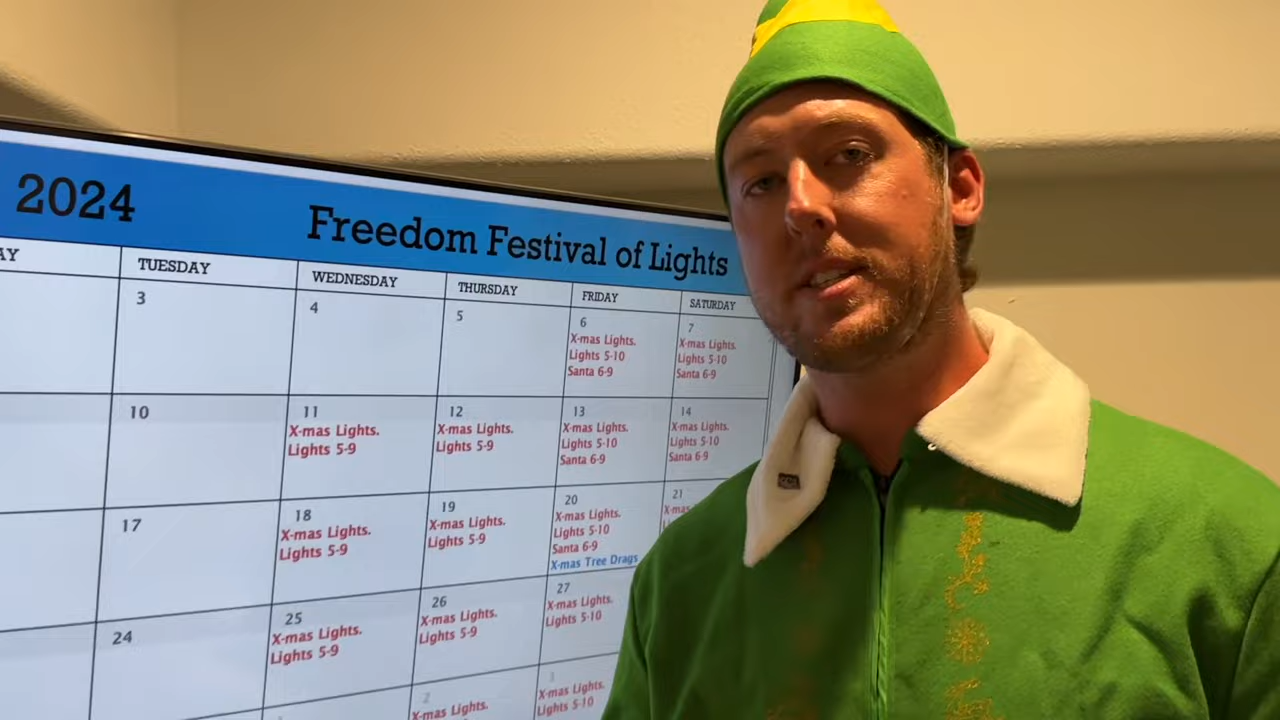 2024 Freedom Festival of Lights
AY TUESDAY WEDNESDAY THURSDAY FRIDAY SATURDAY
3 4 5 6 7
X-mas Lights. X-mas Lights.
Lights 5-10 Lights 5-10
Santa 6-9 Santa 6-9
10 11 12 13 14
X-mas Lights. X-mas Lights. X-mas Lights. X-mas Lights.
Lights 5-9 Lights 5-9 Lights 5-10 Lights 5-10
Santa 6-9 Santa 6-9
17 18 19 20 21
X-mas Lights. X-mas Lights. X-mas Lights. X-mas
Lights 5-9 Lights 5-9 Lights 5-10
Santa 6-9
X-mas Tree Drags
24 25 26 27
X-mas Lights. X-mas Lights. X-mas Lights.
Lights 5-9 Lights 5-9 Lights 5-10
2 3
X-mas Lights. X-mas Lights.
Lights 5-10